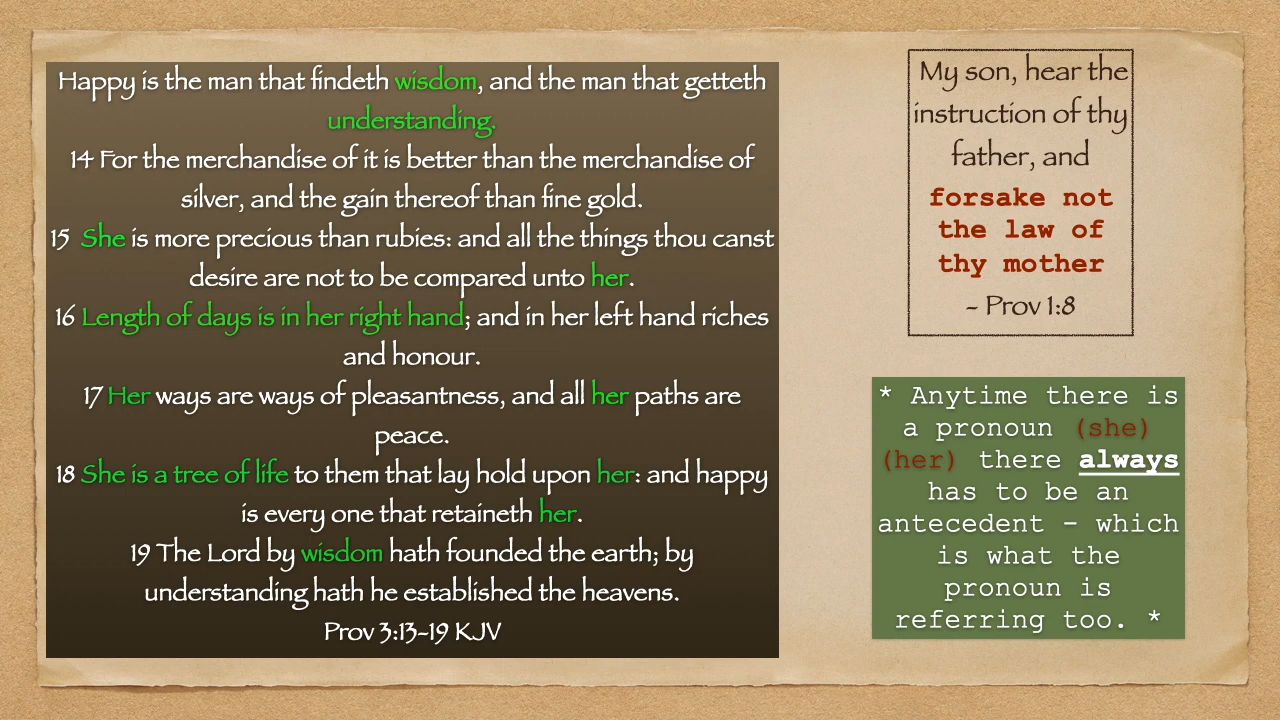 Happy is the man that findeth wisdom, and the man that getteth
understanding.
14 For the merchandise of it is better than the merchandise of
silver, and the gain thereof than fine gold.
15 She is more precious than rubies: and all the things thou canst
desire are not to be compared unto her.
16 Length of days is in her right hand; and in her left hand riches
and honour.
17 Her ways are ways of pleasantness, and all her paths are
peace.
18 She is a tree of life to them that lay hold upon her: and happy
is every one that retaineth her.
19 The Lord by wisdom hath founded the earth; by
understanding hath he established the heavens.
Prov 3:13-19 KJV
My son, hear the
instruction of thy
father, and
forsake not
the law of
thy mother
- Prov 1:8
* Anytime there is
a pronoun (she)
(her) there always
has to be an
antecedent - which
is what the
pronoun is
referring too. *